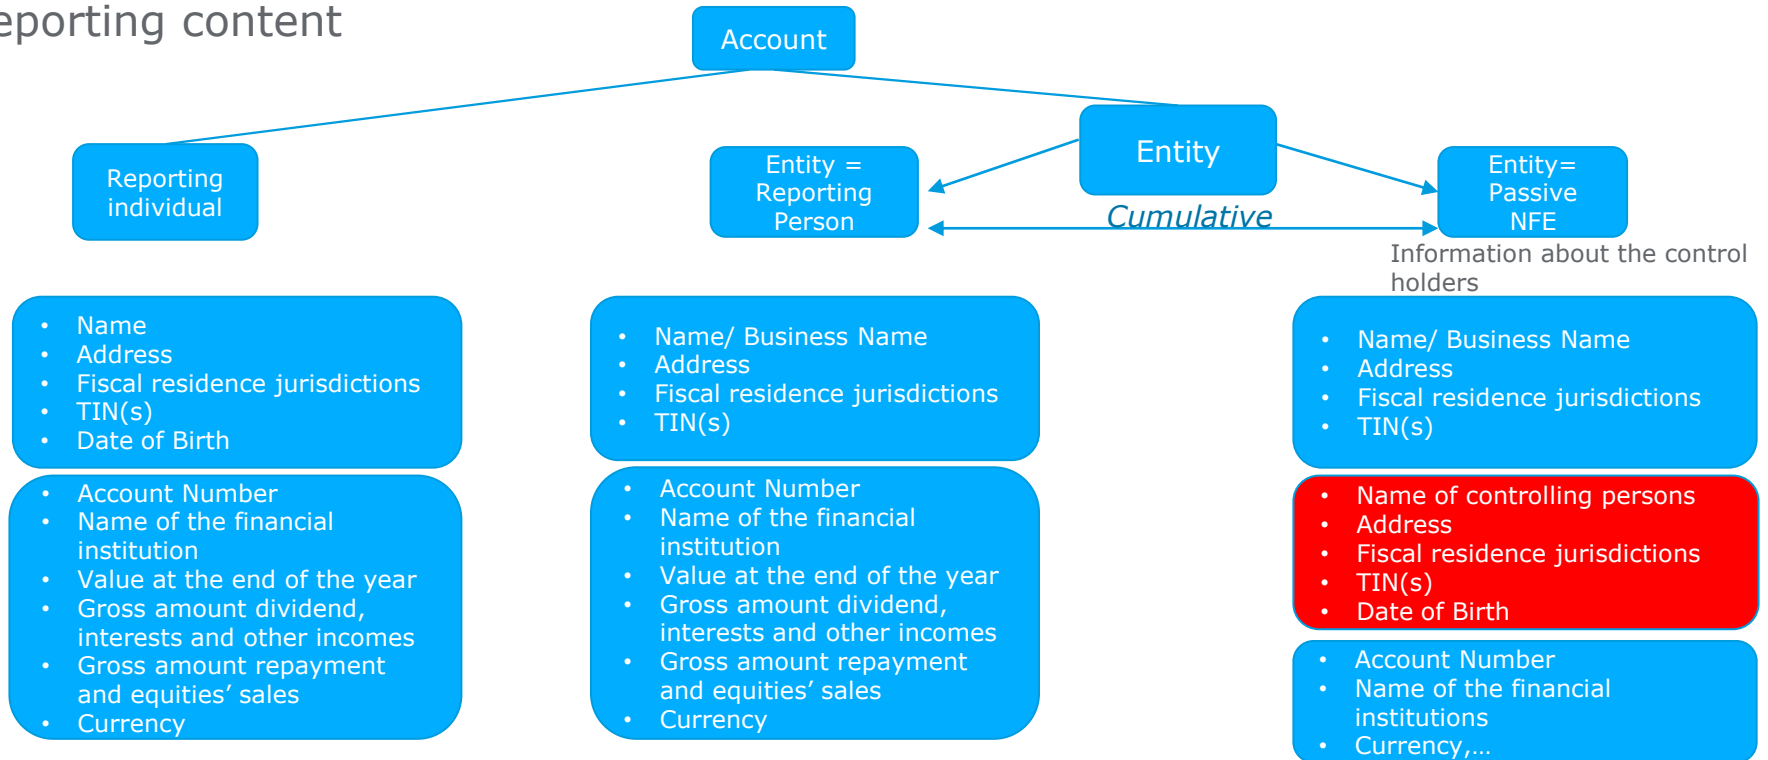 eporting content
Account
Entity
Reporting
individual
Entity =
Reporting
Person
Entity=
Passive
NFE
Cumulative
Information about the control
holders
• Name
• Address
• Fiscal residence jurisdictions
• TIN(s)
• Date of Birth
• Account Number
• Name of the financial
institution
• Value at the end of the year
• Gross amount dividend,
interests and other incomes
• Gross amount repayment
and equities’ sales
• Currency
• Name/ Business Name
• Address
• Fiscal residence jurisdictions
• TIN(s)
• Account Number
• Name of the financial
institution
• Value at the end of the year
• Gross amount dividend,
interests and other incomes
• Gross amount repayment
and equities’ sales
• Currency
• Name/ Business Name
• Address
• Fiscal residence jurisdictions
• TIN(s)
• Name of controlling persons
• Address
• Fiscal residence jurisdictions
• TIN(s)
• Date of Birth
• Account Number
• Name of the financial
institutions
• Currency,…